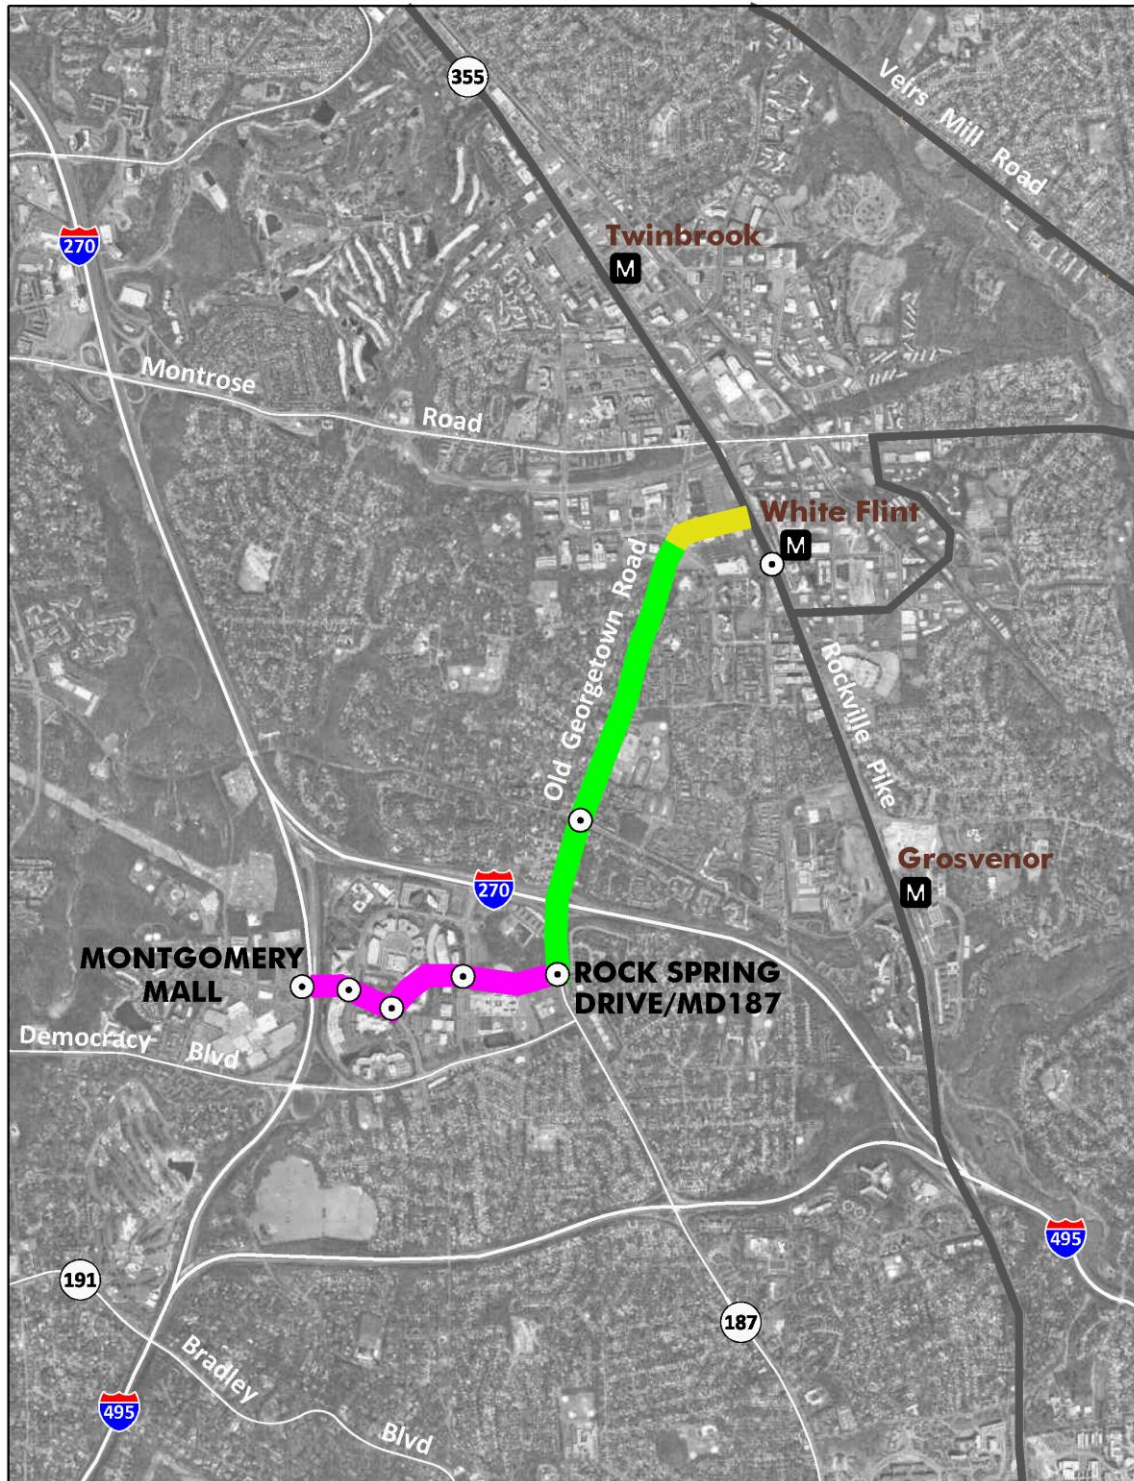 355
Veirs Mill Road
Twinbrook
M
270
Montrose
Road
White Flint
M
Old Georgetown Road
Rockville Pike
Grosvenor
M
270
MONTGOMERY
MALL
ROCK SPRING
DRIVE/MD187
Democracy
Blvd
495
191
187
Bradley
Blvd
495